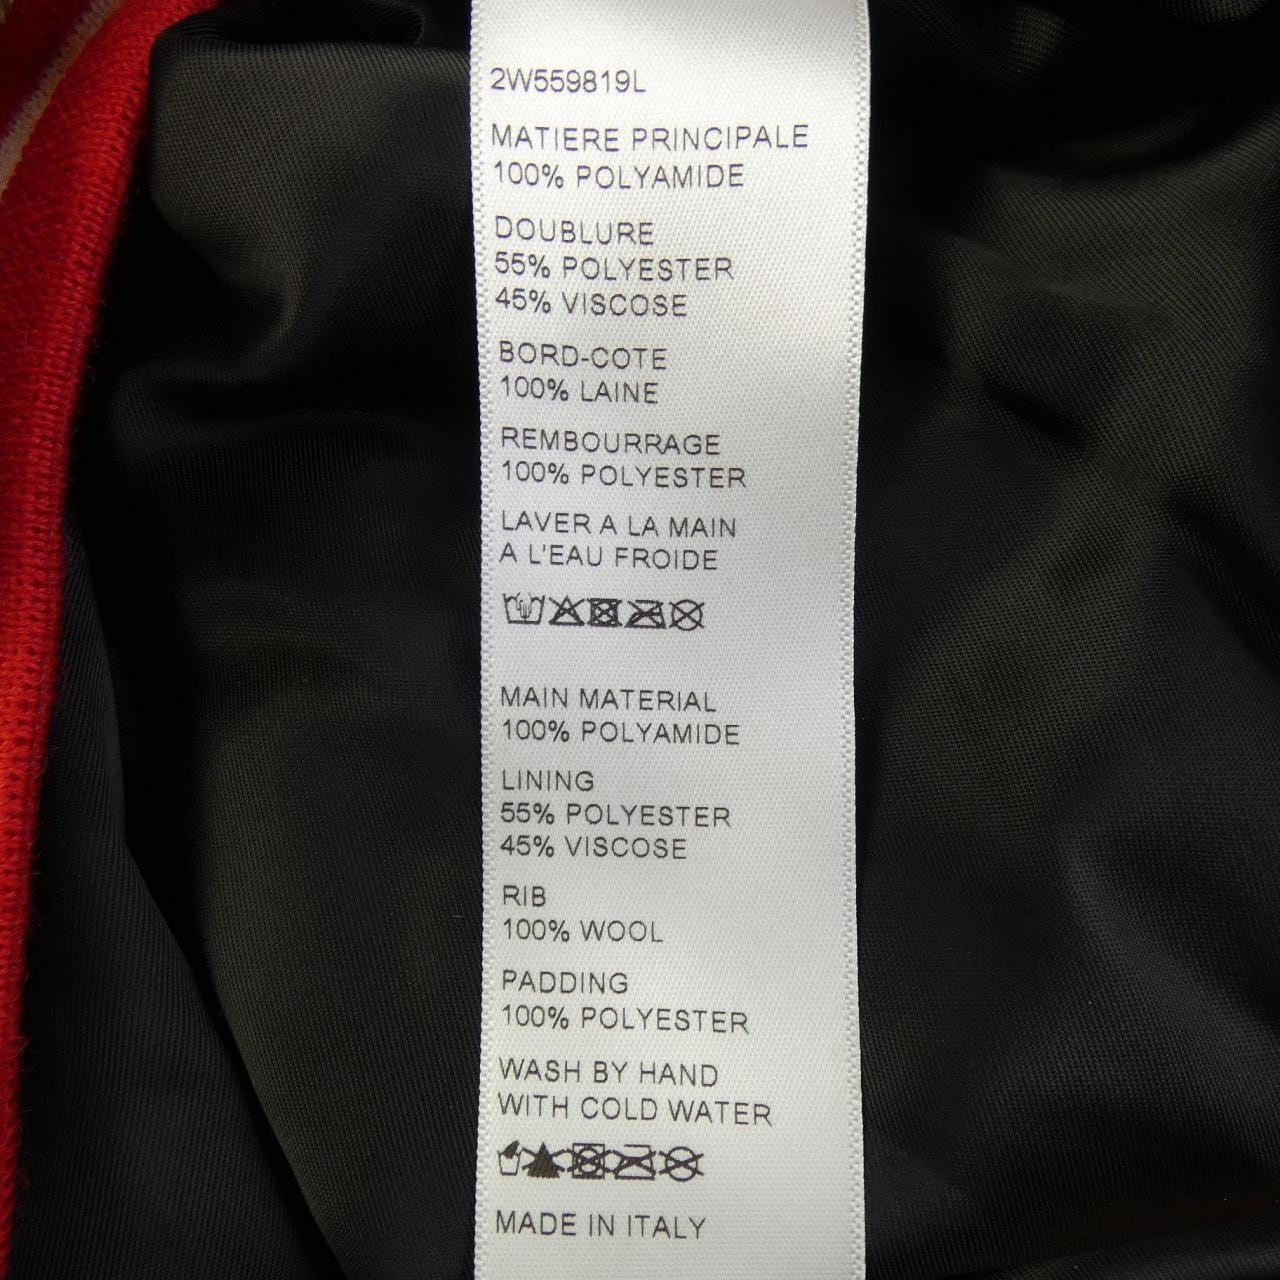 2W559819L
MATIERE PRINCIPALE
100% POLYAMIDE
DOUBLURE
55% POLYESTER
45% VISCOSE
BORD-COTE
100% LAINE
REMBOURRAGE
100% POLYESTER
LAVER A LA MAIN
A L'EAU FROIDE
MAIN MATERIAL
100% POLYAMIDE
LINING
55% POLYESTER
45% VISCOSE
RIB
100% WOOL
PADDING
100% POLYESTER
WASH BY HAND
WITH COLD WATER
MADE IN ITALY